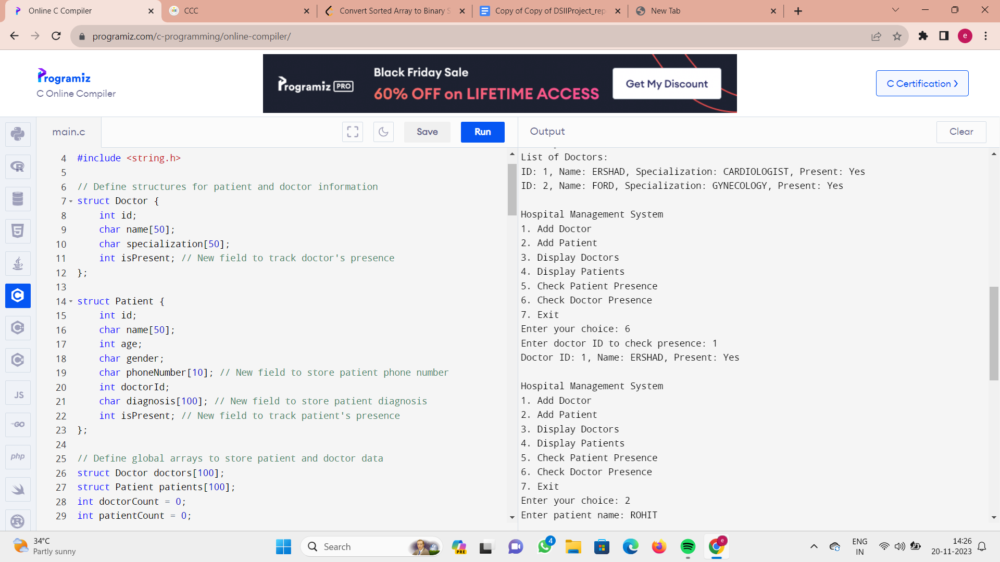 Online C Compiler
CCC
Convert Sorted Array to Binary S
Copy of Copy of DSIIProject_rep
New Tab
programiz.com/c-programming/online-compiler/
e
Programiz
C Online Compiler
Programiz PRO
Black Friday Sale
60% OFF on LIFETIME ACCESS
Get My Discount
C Certification
main.c
Save
Run
Output
Clear
4 #include <string.h>
5
6 // Define structures for patient and doctor information
7 struct Doctor {
8 int id;
9 char name[50];
10 char specialization[50];
11 int isPresent; // New field to track doctor's presence
12 };
13
14 struct Patient {
15 int id;
16 char name[50];
17 int age;
18 char gender;
19 char phoneNumber[10]; // New field to store patient phone number
20 int doctorId;
21 char diagnosis[100]; // New field to store patient diagnosis
22 int isPresent; // New field to track patient's presence
23 };
24
25 // Define global arrays to store patient and doctor data
26 struct Doctor doctors[100];
27 struct Patient patients[100];
28 int doctorCount = 0;
29 int patientCount = 0;
List of Doctors:
ID: 1, Name: ERSHAD, Specialization: CARDIOLOGIST, Present: Yes
ID: 2, Name: FORD, Specialization: GYNECOLOGY, Present: Yes
Hospital Management System
1. Add Doctor
2. Add Patient
3. Display Doctors
4. Display Patients
5. Check Patient Presence
6. Check Doctor Presence
7. Exit
Enter your choice: 6
Enter doctor ID to check presence: 1
Doctor ID: 1, Name: ERSHAD, Present: Yes
Hospital Management System
1. Add Doctor
2. Add Patient
3. Display Doctors
4. Display Patients
5. Check Patient Presence
6. Check Doctor Presence
7. Exit
Enter your choice: 2
Enter patient name: ROHIT
JS
GO
php
34°C
Partly sunny
Search
PRE
4
e
ENG
IN
14:26
20-11-2023